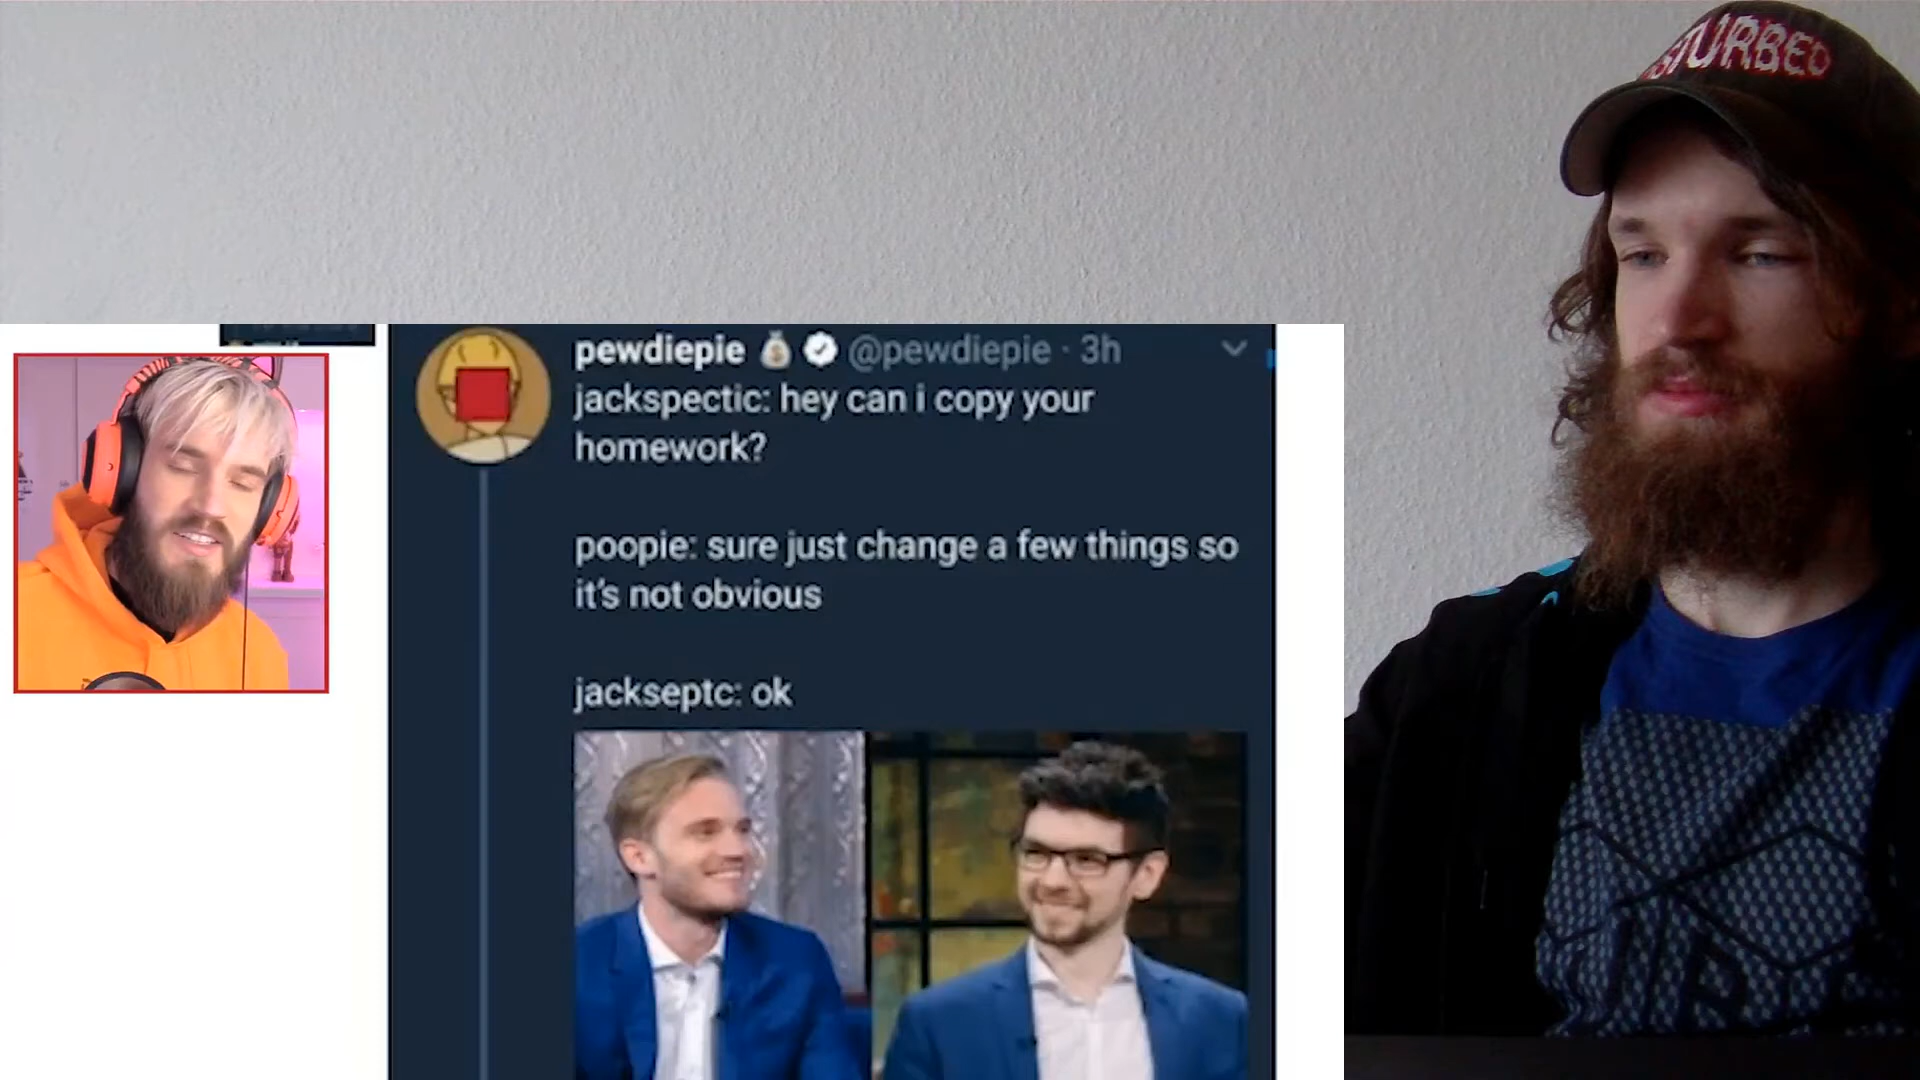 STURBED
pewdiepie @pewdiepie · 3h
jackspectic: hey can i copy your
homework?
poopie: sure just change a few things so
it's not obvious
jackseptc: ok